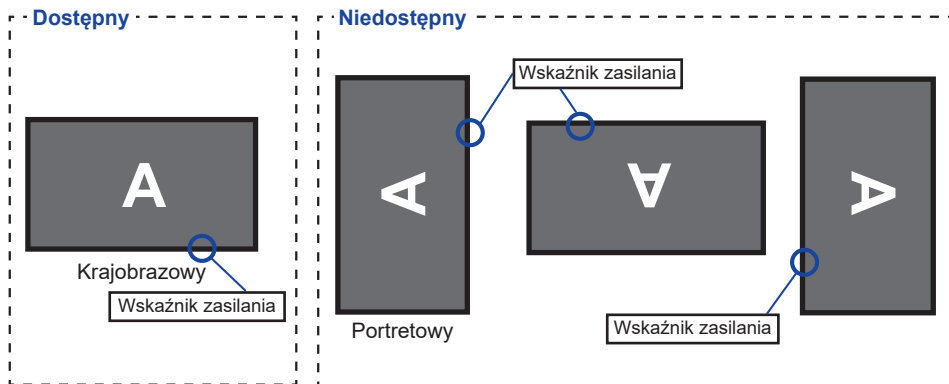 Dostępny
A
Krajobrazowy
Wskaźnik zasilania
Niedostępny
Wskaźnik zasilania
A
A
A
Portretowy
Wskaźnik zasilania